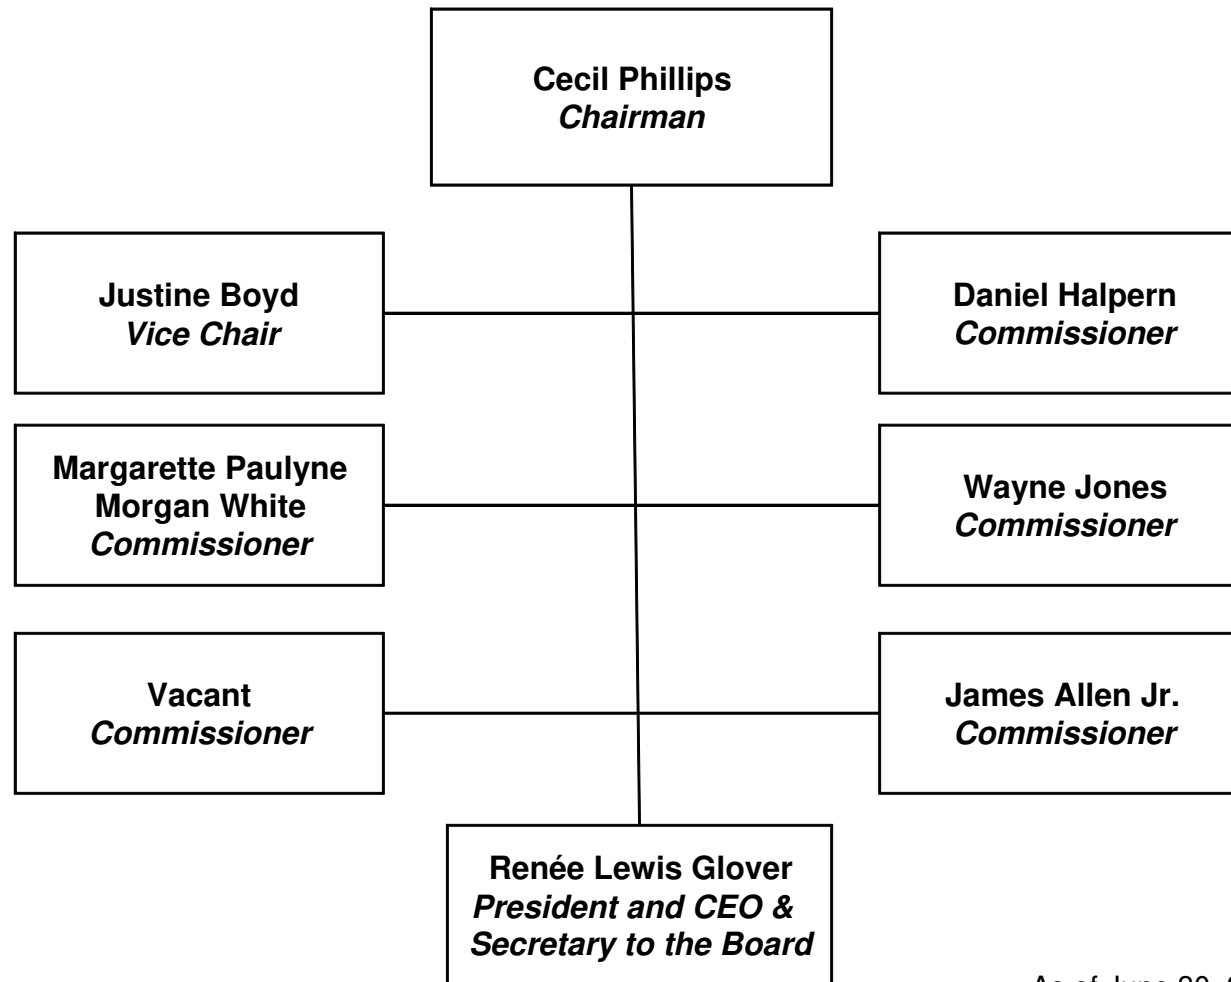 Cecil Phillips
Chairman
Justine Boyd
Vice Chair
Daniel Halpern
Commissioner
Margarette Paulyne
Morgan White
Commissioner
Wayne Jones
Commissioner
Vacant
Commissioner
James Allen Jr.
Commissioner
Renée Lewis Glover
President and CEO &
Secretary to the Board
As of June